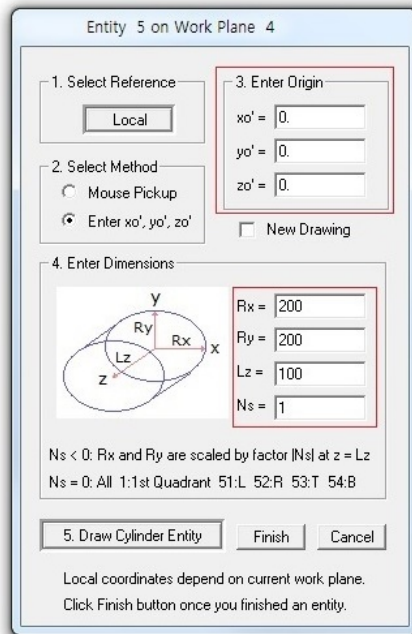 Entity 5 on Work Plane 4
1. Select Reference
Local
2. Select Method
Mouse Pickup
Enter xo', yo', zo'
3. Enter Origin
xo' = 0.
yo' = 0.
zo' = 0.
New Drawing
4. Enter Dimensions
y
Ry
Rx
x
Lz
z
Rx = 200
Ry = 200
Lz = 100
Ns = 1
Ns < 0: Rx and Ry are scaled by factor |Ns| at z = Lz
Ns = 0: All 1:1st Quadrant 51:L 52:R 53:T 54:B
5. Draw Cylinder Entity
Finish
Cancel
Local coordinates depend on current work plane.
Click Finish button once you finished an entity.